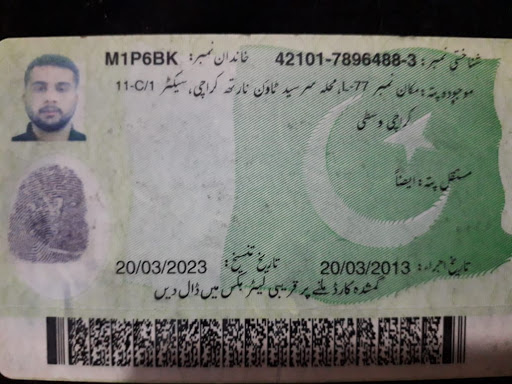 شناختی نمبر: 42101-7896488-3 خاندان نمبر: M1P6BK
موجودہ پتہ: مکان نمبر L-77، محلہ سر سید ٹاون نارتھ کراچی، سیکٹر 11-C/1
کراچی وسطی
مستقل پتہ: ایضاً
تاریخ اجراء: 20/03/2013 تاریخ تنسیخ: 20/03/2023
گمشدہ کارڈ ملنے پر قریبی لیٹر بکس میں ڈال دیں